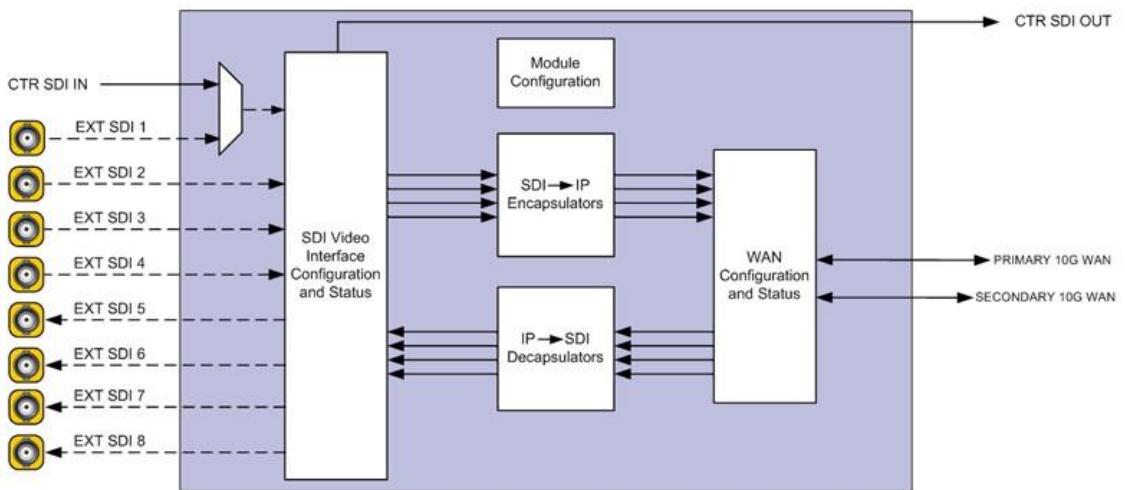 CTR SDI OUT
Module
Configuration
CTR SDI IN
EXT SDI 1
EXT SDI 2
EXT SDI 3
EXT SDI 4
EXT SDI 5
EXT SDI 6
EXT SDI 7
EXT SDI 8
SDI Video
Interface
Configuration
and Status
SDI→IP
Encapsulators
IP→SDI
Decapsulators
WAN
Configuration
and Status
PRIMARY 10G WAN
SECONDARY 10G WAN